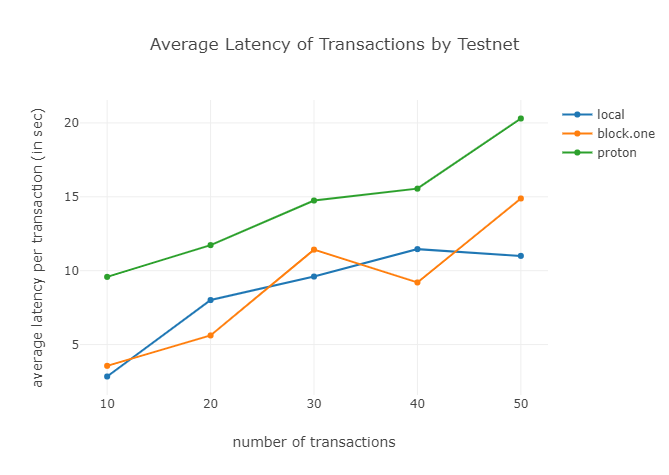 Average Latency of Transactions by Testnet
average latency per transaction (in sec)
20
15
10
5
10 20 30 40 50
number of transactions
local
block.one
proton